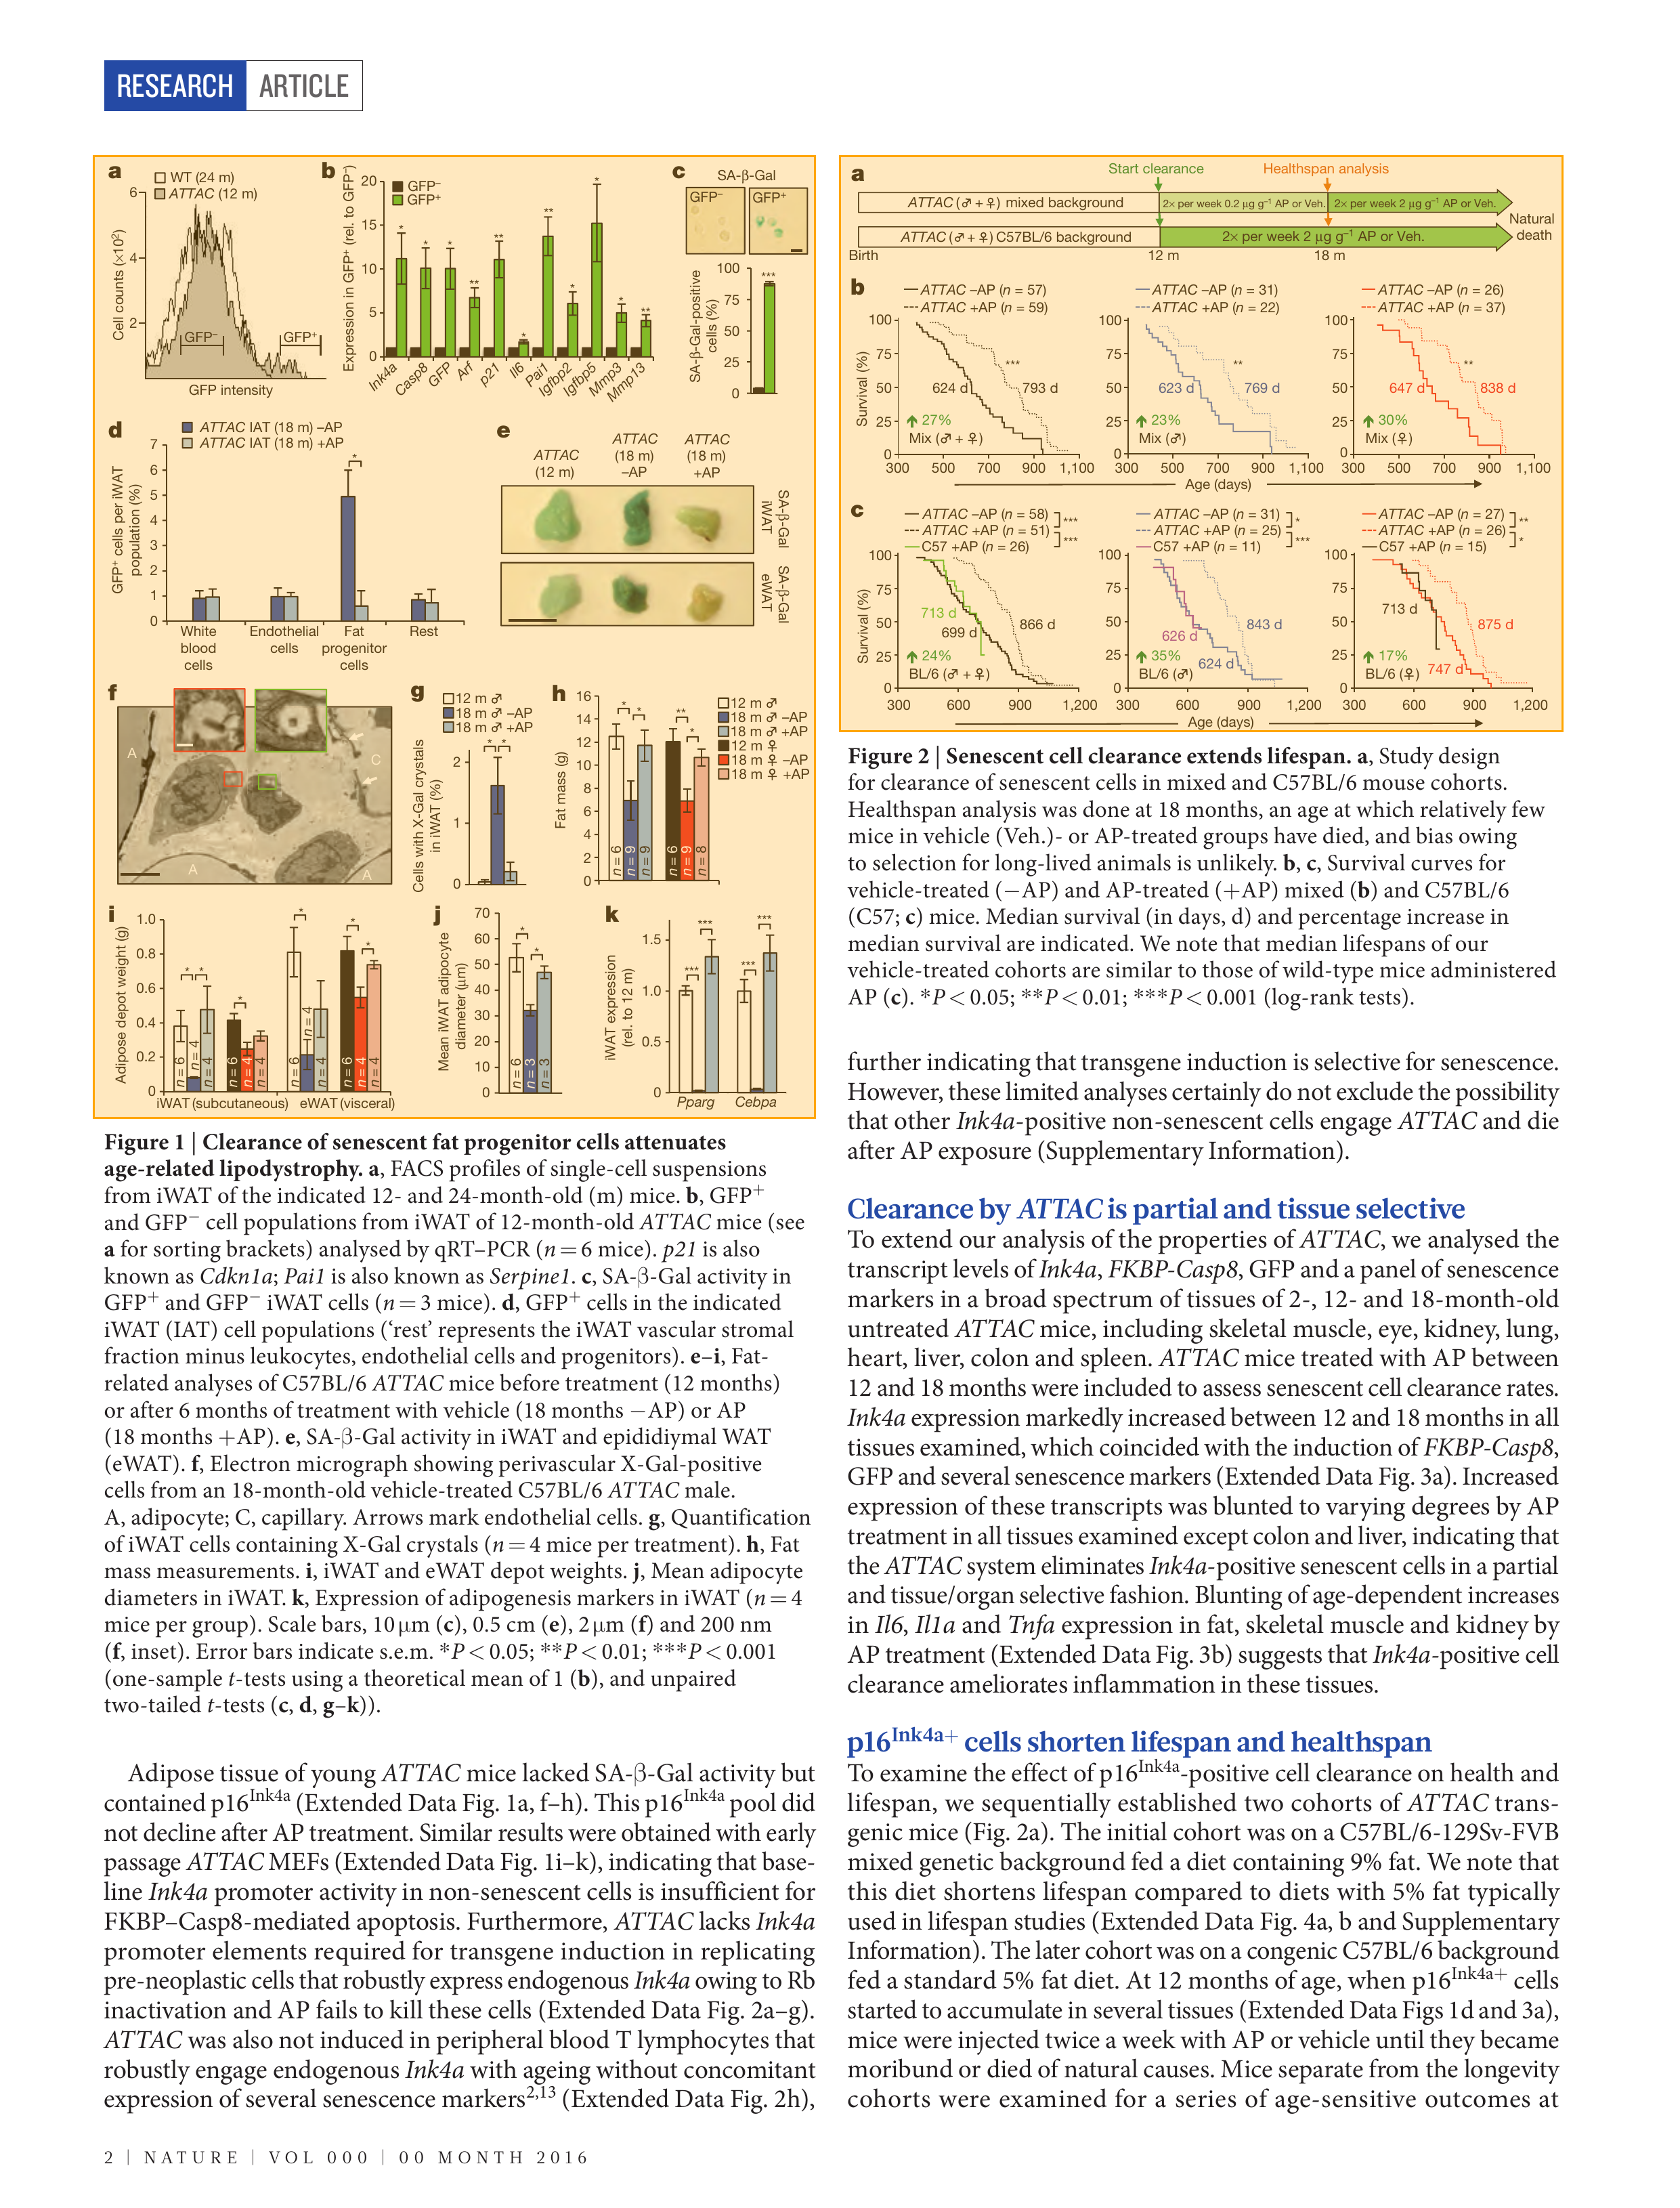 RESEARCH ARTICLE
a
WT (24 m)
ATTAC (12 m)
Cell counts (×10²)
6
4
2
GFP⁻
GFP⁺
GFP intensity
b
Expression in GFP⁺ (rel. to GFP⁻)
GFP⁻
GFP⁺
20
15
10
5
0
* * * ** ** * ** * * * **
Ink4a Casp8 GFP Arf p21 Il6 Pai1 Igfbp2 Igfbp5 Mmp3 Mmp13
c
SA-β-Gal
GFP⁻ GFP⁺
SA-β-Gal-positive
cells (%)
100
75
50
25
0
***
d
ATTAC IAT (18 m) –AP
ATTAC IAT (18 m) +AP
GFP⁺ cells per iWAT
population (%)
7
6
5
4
3
2
1
0
*
White
blood
cells
Endothelial
cells
Fat
progenitor
cells
Rest
e
ATTAC
(12 m)
ATTAC
(18 m)
–AP
ATTAC
(18 m)
+AP
SA-β-Gal
iWAT
SA-β-Gal
eWAT
f
A
C
A
A
g
12 m ♂
18 m ♂ –AP
18 m ♂ +AP
Cells with X-Gal crystals
in iWAT (%)
2
1
0
* *
h
Fat mass (g)
16
14
12
10
8
6
4
2
0
* * ** *
n = 6 n = 9 n = 9 n = 6 n = 9 n = 8
12 m ♂
18 m ♂ –AP
18 m ♂ +AP
12 m ♀
18 m ♀ –AP
18 m ♀ +AP
i
Adipose depot weight (g)
1.0
0.8
0.6
0.4
0.2
0
* * * * * *
n = 6 n = 4 n = 4 n = 6 n = 4 n = 4 n = 6 n = 4 n = 4 n = 6 n = 4 n = 4
iWAT (subcutaneous) eWAT (visceral)
j
Mean iWAT adipocyte
diameter (μm)
70
60
50
40
30
20
10
0
* *
n = 6 n = 3 n = 3
k
iWAT expression
(rel. to 12 m)
1.5
1.0
0.5
0
*** *** *** ***
Pparg Cebpa
Figure 1 | Clearance of senescent fat progenitor cells attenuates
age-related lipodystrophy. a, FACS profiles of single-cell suspensions
from iWAT of the indicated 12- and 24-month-old (m) mice. b, GFP⁺
and GFP⁻ cell populations from iWAT of 12-month-old ATTAC mice (see
a for sorting brackets) analysed by qRT–PCR (n = 6 mice). p21 is also
known as Cdkn1a; Pai1 is also known as Serpine1. c, SA-β-Gal activity in
GFP⁺ and GFP⁻ iWAT cells (n = 3 mice). d, GFP⁺ cells in the indicated
iWAT (IAT) cell populations (‘rest’ represents the iWAT vascular stromal
fraction minus leukocytes, endothelial cells and progenitors). e–i, Fat-
related analyses of C57BL/6 ATTAC mice before treatment (12 months)
or after 6 months of treatment with vehicle (18 months −AP) or AP
(18 months +AP). e, SA-β-Gal activity in iWAT and epididiymal WAT
(eWAT). f, Electron micrograph showing perivascular X-Gal-positive
cells from an 18-month-old vehicle-treated C57BL/6 ATTAC male.
A, adipocyte; C, capillary. Arrows mark endothelial cells. g, Quantification
of iWAT cells containing X-Gal crystals (n = 4 mice per treatment). h, Fat
mass measurements. i, iWAT and eWAT depot weights. j, Mean adipocyte
diameters in iWAT. k, Expression of adipogenesis markers in iWAT (n = 4
mice per group). Scale bars, 10 μm (c), 0.5 cm (e), 2 μm (f) and 200 nm
(f, inset). Error bars indicate s.e.m. *P < 0.05; **P < 0.01; ***P < 0.001
(one-sample t-tests using a theoretical mean of 1 (b), and unpaired
two-tailed t-tests (c, d, g–k)).
Adipose tissue of young ATTAC mice lacked SA-β-Gal activity but
contained p16ᴵⁿᵏ⁴ᵃ (Extended Data Fig. 1a, f–h). This p16ᴵⁿᵏ⁴ᵃ pool did
not decline after AP treatment. Similar results were obtained with early
passage ATTAC MEFs (Extended Data Fig. 1i–k), indicating that base-
line Ink4a promoter activity in non-senescent cells is insufficient for
FKBP–Casp8-mediated apoptosis. Furthermore, ATTAC lacks Ink4a
promoter elements required for transgene induction in replicating
pre-neoplastic cells that robustly express endogenous Ink4a owing to Rb
inactivation and AP fails to kill these cells (Extended Data Fig. 2a–g).
ATTAC was also not induced in peripheral blood T lymphocytes that
robustly engage endogenous Ink4a with ageing without concomitant
expression of several senescence markers²,¹³ (Extended Data Fig. 2h),
a
Start clearance
Healthspan analysis
ATTAC (♂ + ♀) mixed background
2× per week 0.2 μg g⁻¹ AP or Veh.
2× per week 2 μg g⁻¹ AP or Veh.
ATTAC (♂ + ♀) C57BL/6 background
2× per week 2 μg g⁻¹ AP or Veh.
Natural
death
Birth
12 m
18 m
b
ATTAC –AP (n = 57)
ATTAC +AP (n = 59)
Survival (%)
100
75
50
25
0
***
624 d 793 d
27%
Mix (♂ + ♀)
300 500 700 900 1,100
ATTAC –AP (n = 31)
ATTAC +AP (n = 22)
100
75
50
25
0
**
623 d 769 d
23%
Mix (♂)
300 500 700 900 1,100
ATTAC –AP (n = 26)
ATTAC +AP (n = 37)
100
75
50
25
0
**
647 d 838 d
30%
Mix (♀)
300 500 700 900 1,100
Age (days)
c
ATTAC –AP (n = 58)
ATTAC +AP (n = 51)
C57 +AP (n = 26)
***
***
Survival (%)
100
75
50
25
0
713 d
699 d
866 d
24%
BL/6 (♂ + ♀)
300 600 900 1,200
ATTAC –AP (n = 31)
ATTAC +AP (n = 25)
C57 +AP (n = 11)
*
***
100
75
50
25
0
626 d
624 d
843 d
35%
BL/6 (♂)
300 600 900 1,200
ATTAC –AP (n = 27)
ATTAC +AP (n = 26)
C57 +AP (n = 15)
**
*
100
75
50
25
0
713 d
875 d
747 d
17%
BL/6 (♀)
300 600 900 1,200
Age (days)
Figure 2 | Senescent cell clearance extends lifespan. a, Study design
for clearance of senescent cells in mixed and C57BL/6 mouse cohorts.
Healthspan analysis was done at 18 months, an age at which relatively few
mice in vehicle (Veh.)- or AP-treated groups have died, and bias owing
to selection for long-lived animals is unlikely. b, c, Survival curves for
vehicle-treated (−AP) and AP-treated (+AP) mixed (b) and C57BL/6
(C57; c) mice. Median survival (in days, d) and percentage increase in
median survival are indicated. We note that median lifespans of our
vehicle-treated cohorts are similar to those of wild-type mice administered
AP (c). *P < 0.05; **P < 0.01; ***P < 0.001 (log-rank tests).
further indicating that transgene induction is selective for senescence.
However, these limited analyses certainly do not exclude the possibility
that other Ink4a-positive non-senescent cells engage ATTAC and die
after AP exposure (Supplementary Information).
Clearance by ATTAC is partial and tissue selective
To extend our analysis of the properties of ATTAC, we analysed the
transcript levels of Ink4a, FKBP-Casp8, GFP and a panel of senescence
markers in a broad spectrum of tissues of 2-, 12- and 18-month-old
untreated ATTAC mice, including skeletal muscle, eye, kidney, lung,
heart, liver, colon and spleen. ATTAC mice treated with AP between
12 and 18 months were included to assess senescent cell clearance rates.
Ink4a expression markedly increased between 12 and 18 months in all
tissues examined, which coincided with the induction of FKBP-Casp8,
GFP and several senescence markers (Extended Data Fig. 3a). Increased
expression of these transcripts was blunted to varying degrees by AP
treatment in all tissues examined except colon and liver, indicating that
the ATTAC system eliminates Ink4a-positive senescent cells in a partial
and tissue/organ selective fashion. Blunting of age-dependent increases
in Il6, Il1a and Tnfa expression in fat, skeletal muscle and kidney by
AP treatment (Extended Data Fig. 3b) suggests that Ink4a-positive cell
clearance ameliorates inflammation in these tissues.
p16ᴵⁿᵏ⁴ᵃ⁺ cells shorten lifespan and healthspan
To examine the effect of p16ᴵⁿᵏ⁴ᵃ-positive cell clearance on health and
lifespan, we sequentially established two cohorts of ATTAC trans-
genic mice (Fig. 2a). The initial cohort was on a C57BL/6-129Sv-FVB
mixed genetic background fed a diet containing 9% fat. We note that
this diet shortens lifespan compared to diets with 5% fat typically
used in lifespan studies (Extended Data Fig. 4a, b and Supplementary
Information). The later cohort was on a congenic C57BL/6 background
fed a standard 5% fat diet. At 12 months of age, when p16ᴵⁿᵏ⁴ᵃ⁺ cells
started to accumulate in several tissues (Extended Data Figs 1d and 3a),
mice were injected twice a week with AP or vehicle until they became
moribund or died of natural causes. Mice separate from the longevity
cohorts were examined for a series of age-sensitive outcomes at
2 | NATURE | VOL 000 | 00 MONTH 2016